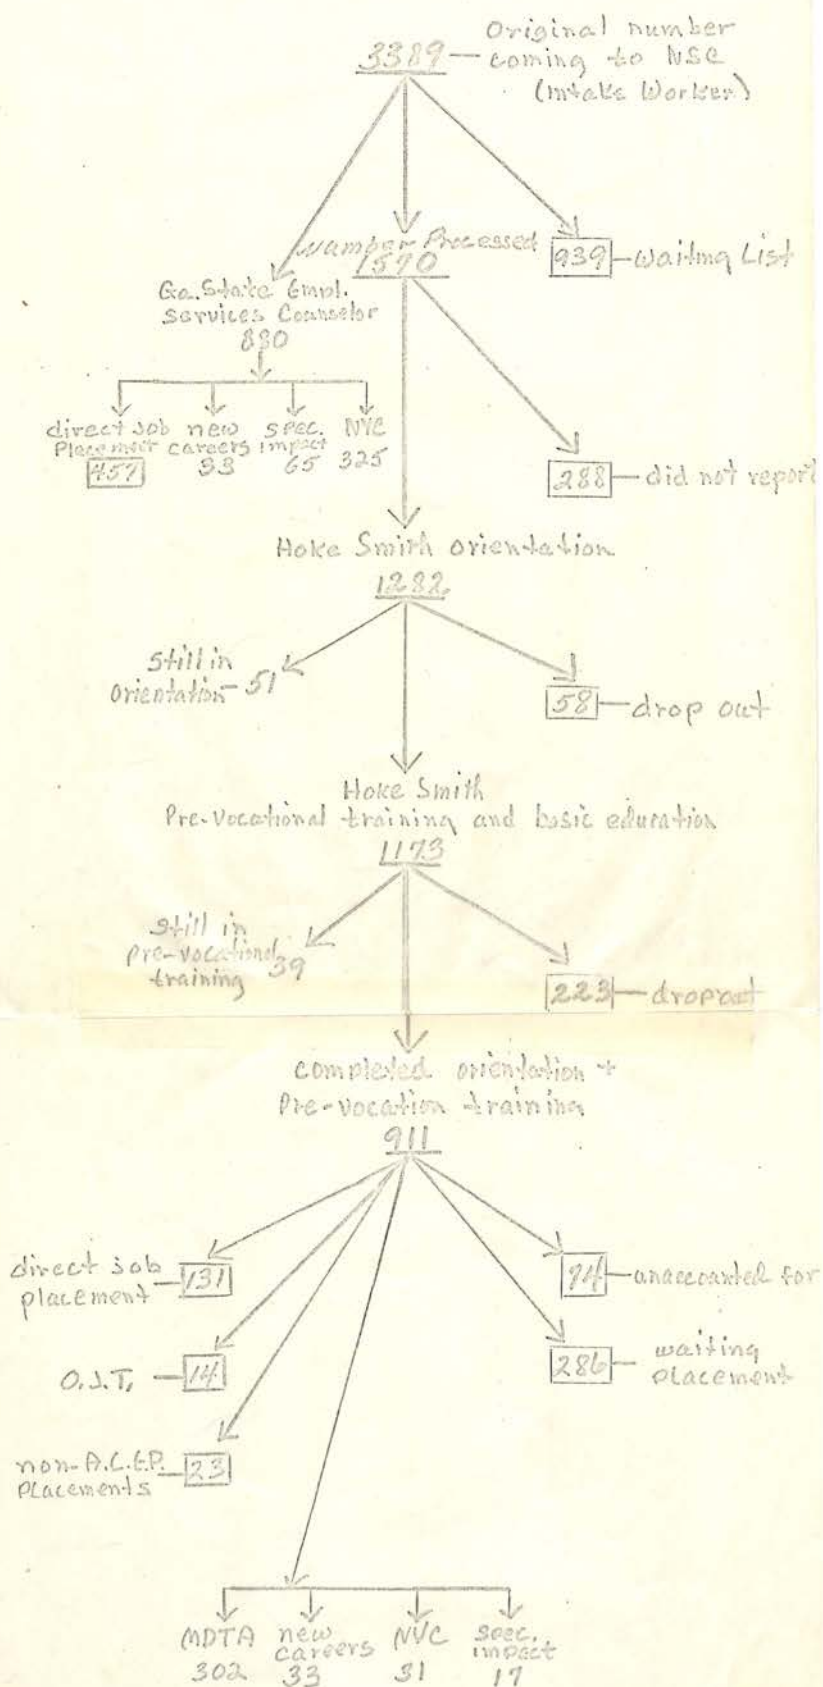 Original number
3389 — coming to NSC
(Intake Worker)
Number Processed
1570
939 — Waiting List
Ga. State Empl.
Services Counselor
880
direct job placement 457
new careers 33
spec. impact 65
NYC 325
288 — did not report
Hoke Smith orientation
1282
Still in
orientation - 51
58 — drop out
Hoke Smith
Pre-Vocational training and basic education
1173
Still in
pre-vocational 39
training
223 — dropout
completed orientation +
Pre-vocation training
911
direct job
placement — 131
74 — unaccounted for
O.J.T. — 14
286 — waiting
placement
non-A.C.E.P. — 23
Placements
MDTA 302
new careers 33
NYC 31
spec. impact 17